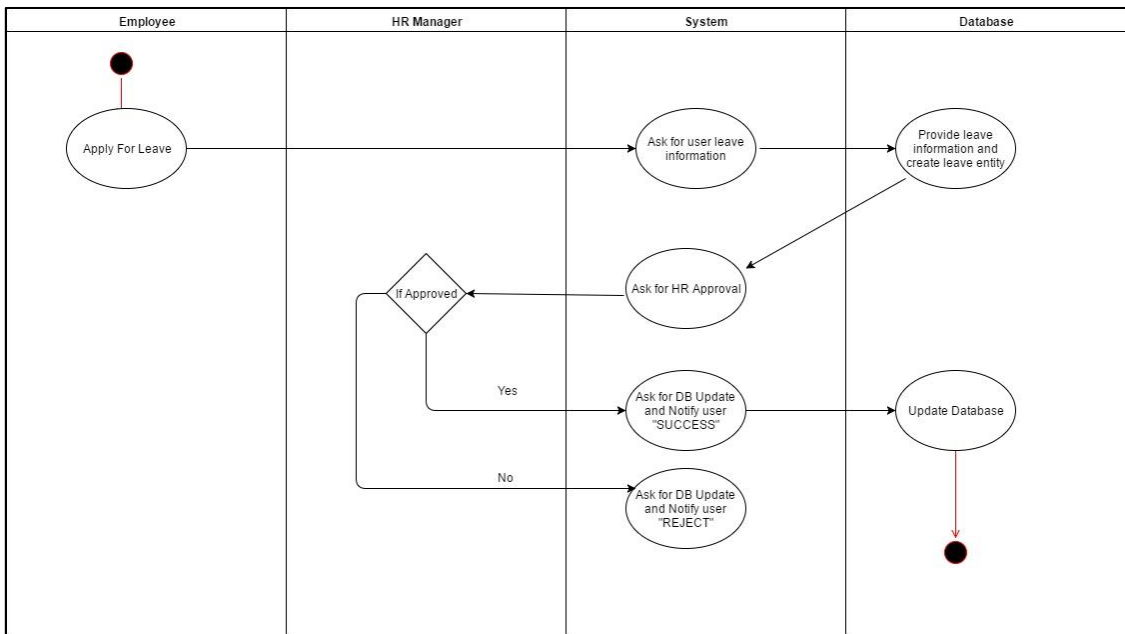 Employee
HR Manager
System
Database
Apply For Leave
Ask for user leave
information
Provide leave
information and
create leave entity
If Approved
Ask for HR Approval
Yes
Ask for DB Update
and Notify user
"SUCCESS"
Update Database
No
Ask for DB Update
and Notify user
"REJECT"